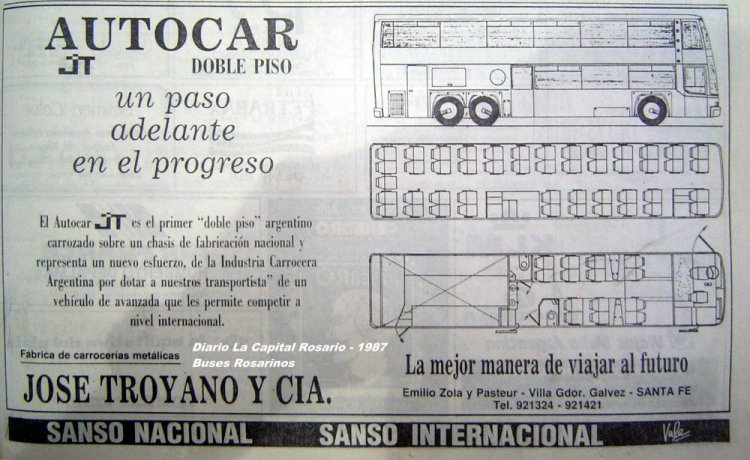 AUTOCAR
JT DOBLE PISO
un paso
adelante
en el progreso
El Autocar JT es el primer "doble piso" argentino
carrozado sobre un chasis de fabricación nacional y
representa un nuevo esfuerzo, de la Industria Carrocera
Argentina por dotar a nuestros transportista" de un
vehículo de avanzada que les permite competir a
nivel internacional.
Diario La Capital Rosario - 1987
Buses Rosarinos
Fábrica de carrocerías metálicas
JOSE TROYANO Y CIA.
La mejor manera de viajar al futuro
Emilio Zola y Pasteur - Villa Gdor. Galvez - SANTA FE
Tel. 921324 - 921421
SANSO NACIONAL SANSO INTERNACIONAL